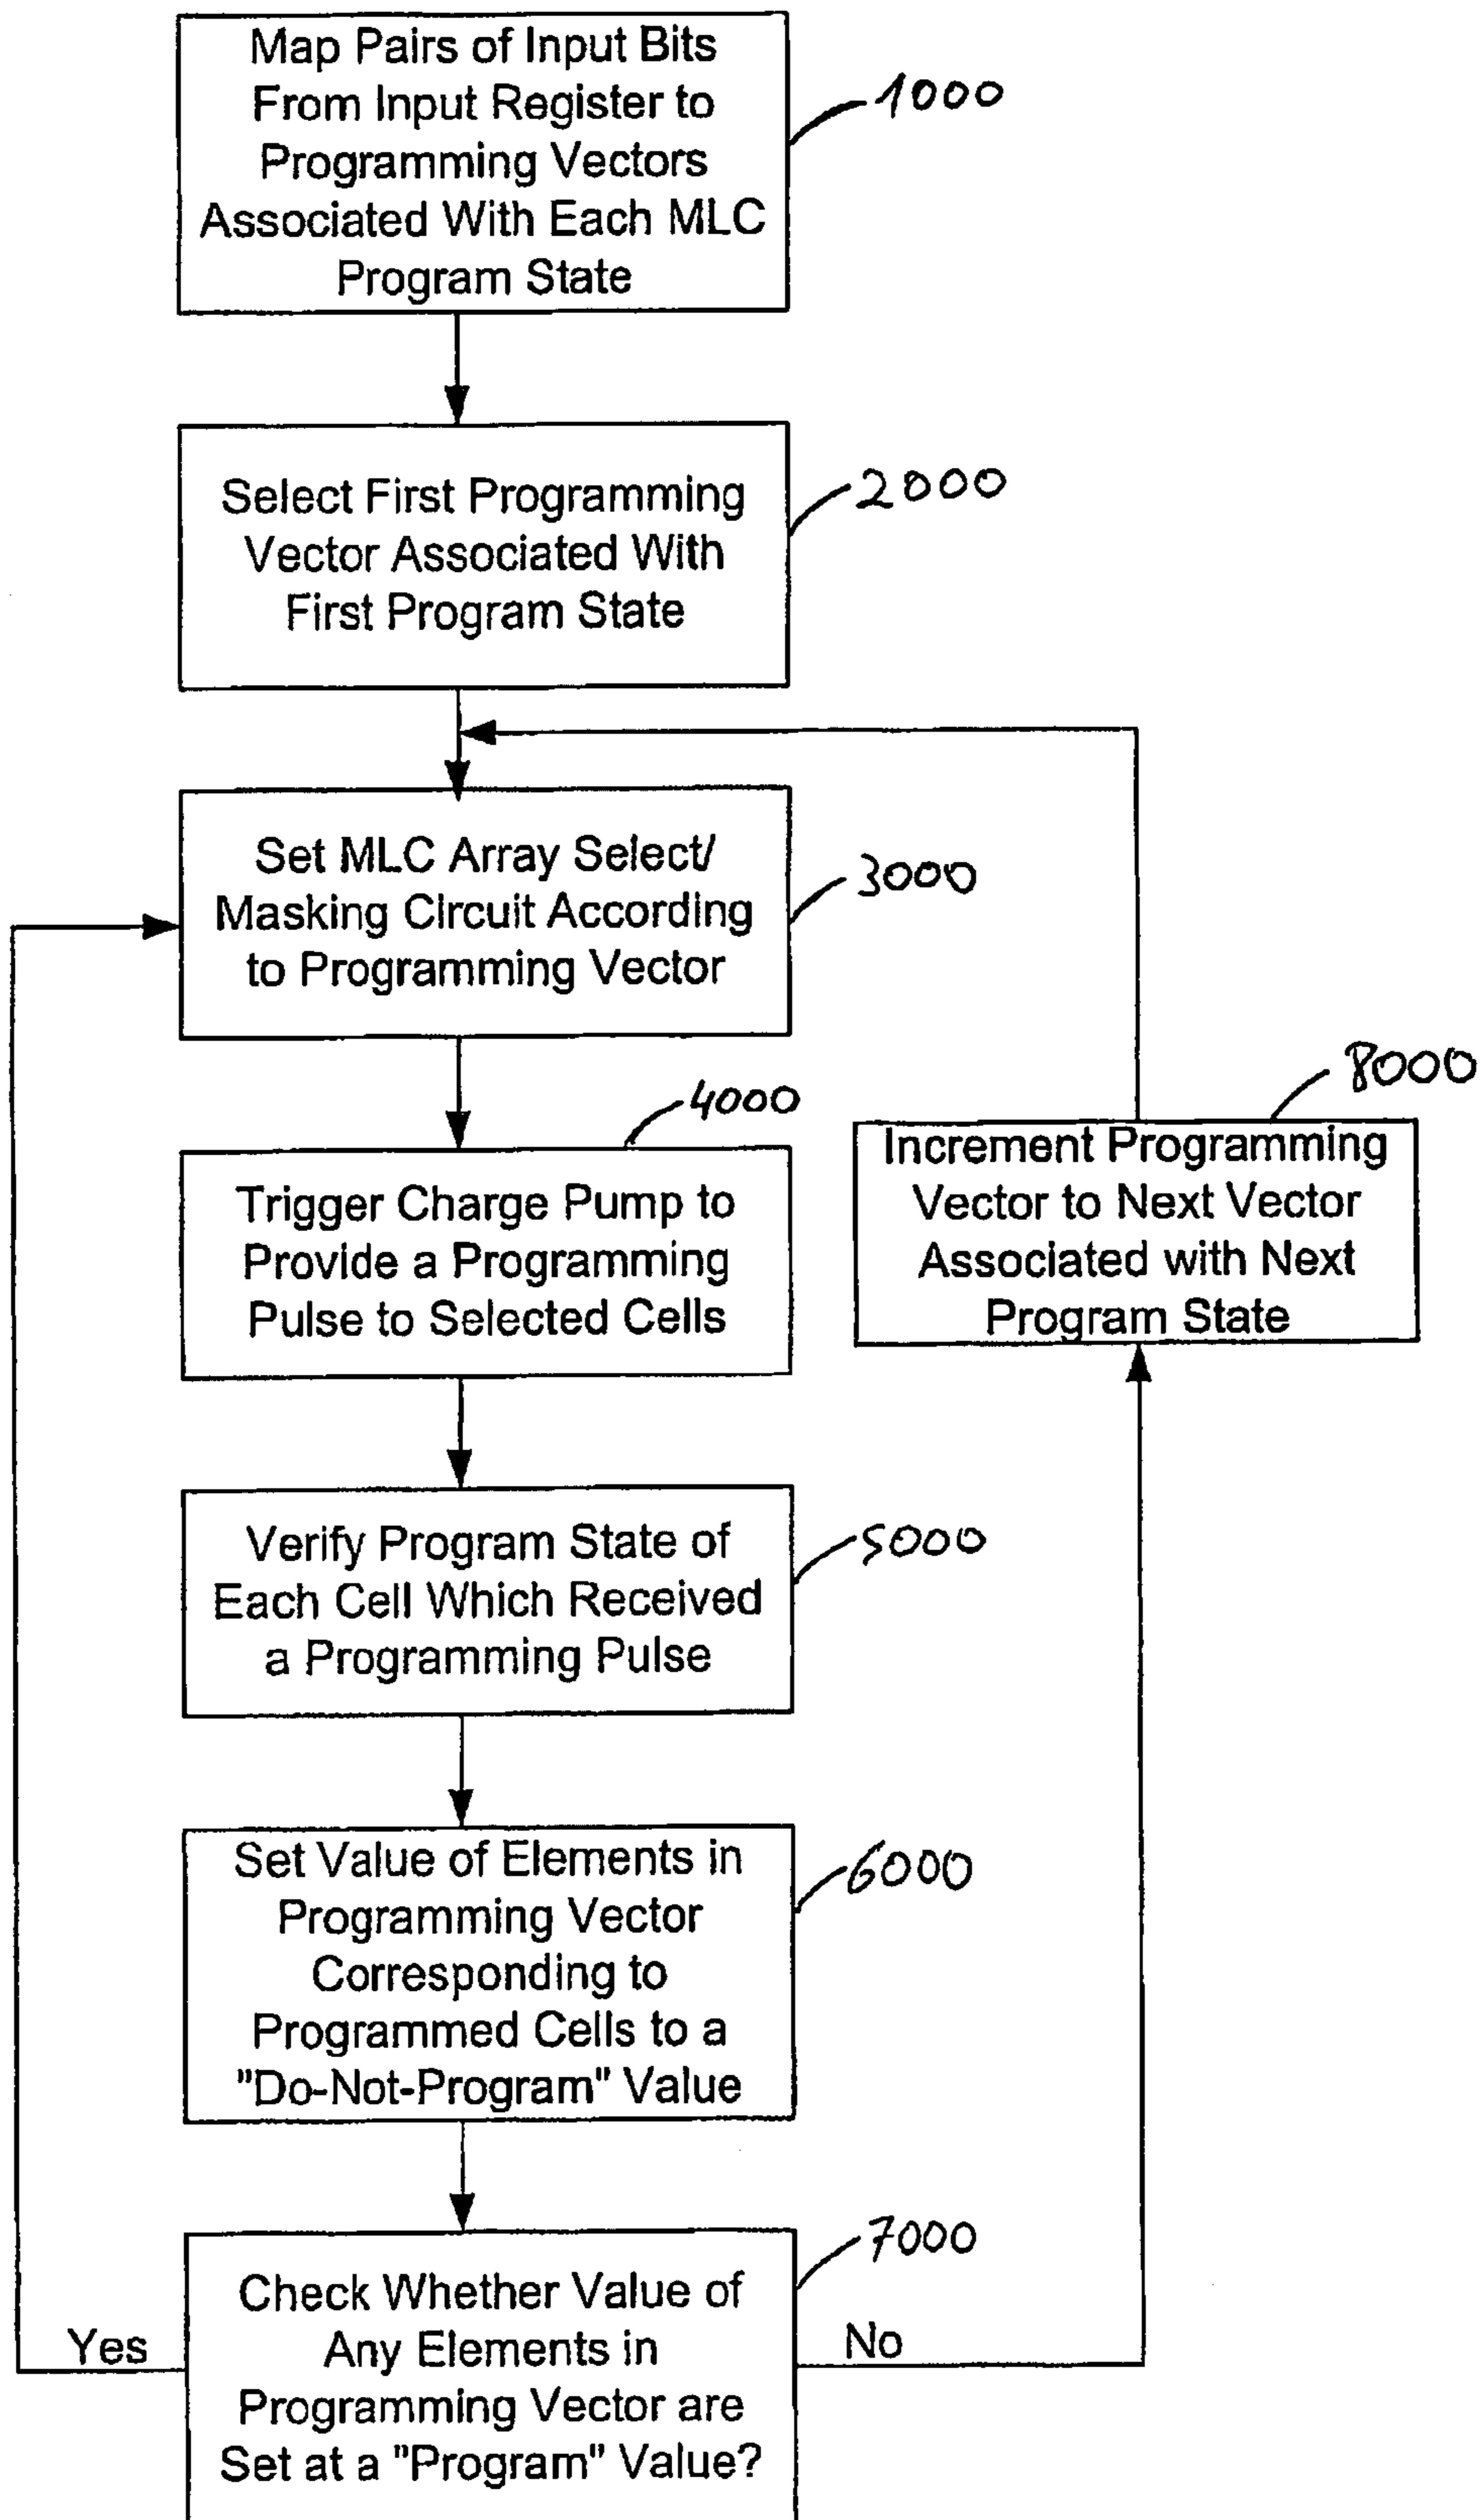 Map Pairs of Input Bits
From Input Register to
Programming Vectors
Associated With Each MLC
Program State
1000
Select First Programming
Vector Associated With
First Program State
2000
Set MLC Array Select/
Masking Circuit According
to Programming Vector
3000
4000
Trigger Charge Pump to
Provide a Programming
Pulse to Selected Cells
8000
Increment Programming
Vector to Next Vector
Associated with Next
Program State
Verify Program State of
Each Cell Which Received
a Programming Pulse
5000
Set Value of Elements in
Programming Vector
Corresponding to
Programmed Cells to a
"Do-Not-Program" Value
6000
Check Whether Value of
Any Elements in
Programming Vector are
Set at a "Program" Value?
7000
Yes
No